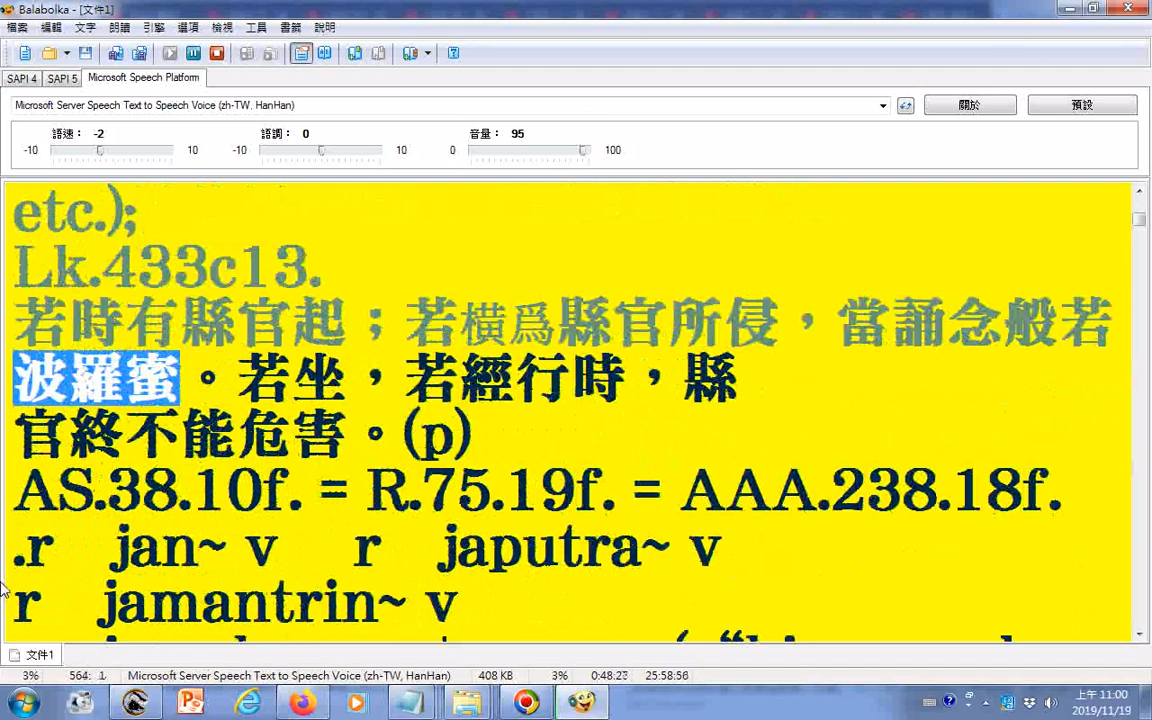 Balabolka - [文件1]
檔案 編輯 文字 朗讀 引擎 選項 檢視 工具 書籤 說明
SAPI 4 SAPI 5 Microsoft Speech Platform
Microsoft Server Speech Text to Speech Voice (zh-TW, HanHan)
關於 預設
語速： -2 語調： 0 音量： 95
-10 10 -10 10 0 100
etc.);
Lk.433c13.
若時有縣官起；若橫爲縣官所侵，當誦念般若
波羅蜜。若坐，若經行時，縣
官終不能危害。(p)
AS.38.10f. = R.75.19f. = AAA.238.18f.
.r jan~ v r japutra~ v
r jamantrin~ v
文件1
3% 564: 1 Microsoft Server Speech Text to Speech Voice (zh-TW, HanHan) 408 KB 3% 0:48:23 25:58:56
上午 11:00
2019/11/19